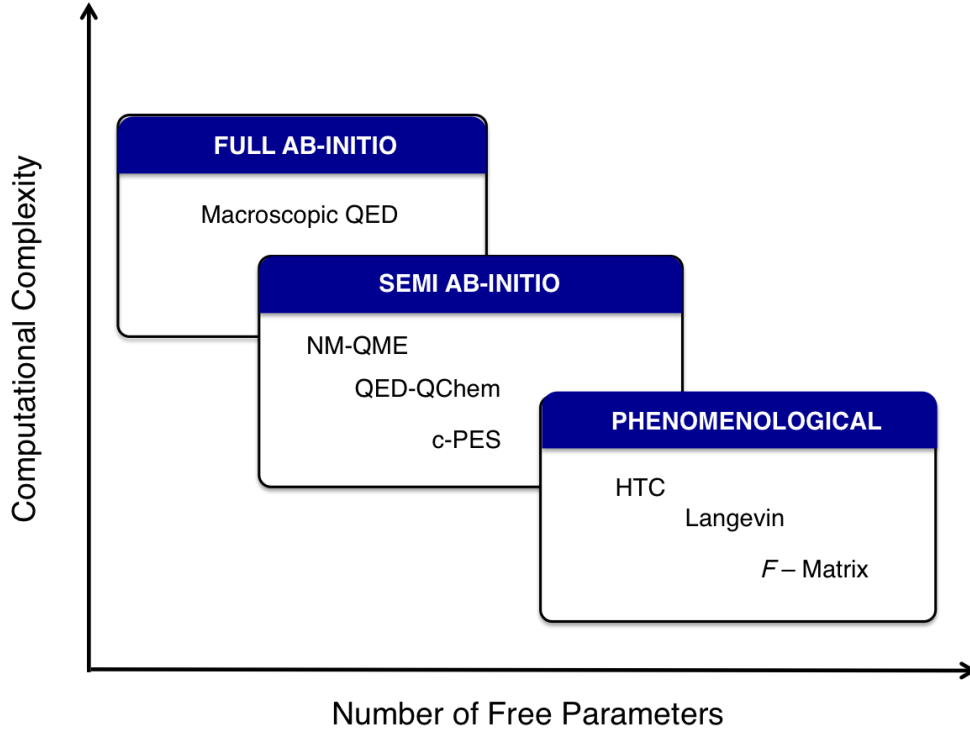 Computational Complexity
FULL AB-INITIO
Macroscopic QED
SEMI AB-INITIO
NM-QME
QED-QChem
c-PES
PHENOMENOLOGICAL
HTC
Langevin
F – Matrix
Number of Free Parameters